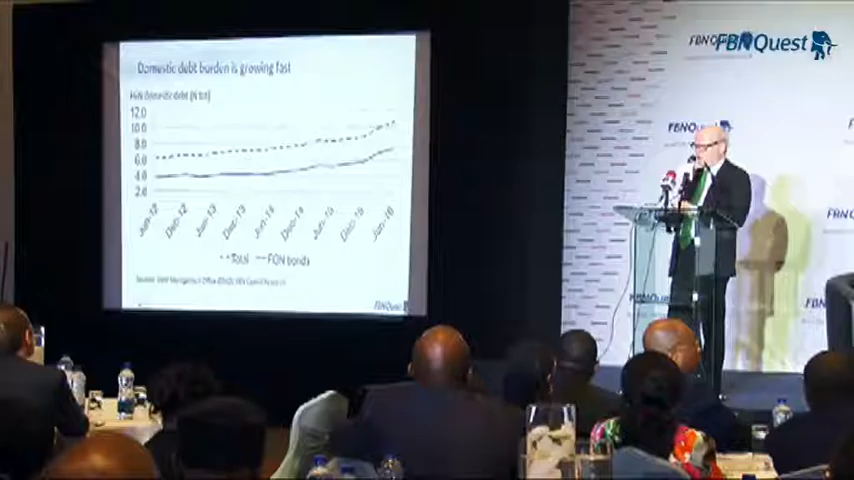 FBNQuest
FBNQuest
Domestic debt burden is growing fast
FGN Domestic debt (N trn)
12.0
10.0
8.0
6.0
4.0
2.0
Jun-12
Dec-12
Jun-13
Dec-13
Jun-14
Dec-14
Jun-15
Dec-15
Jun-16
Total
FGN bonds
FBNQuest
FBNQuest
FBNQuest